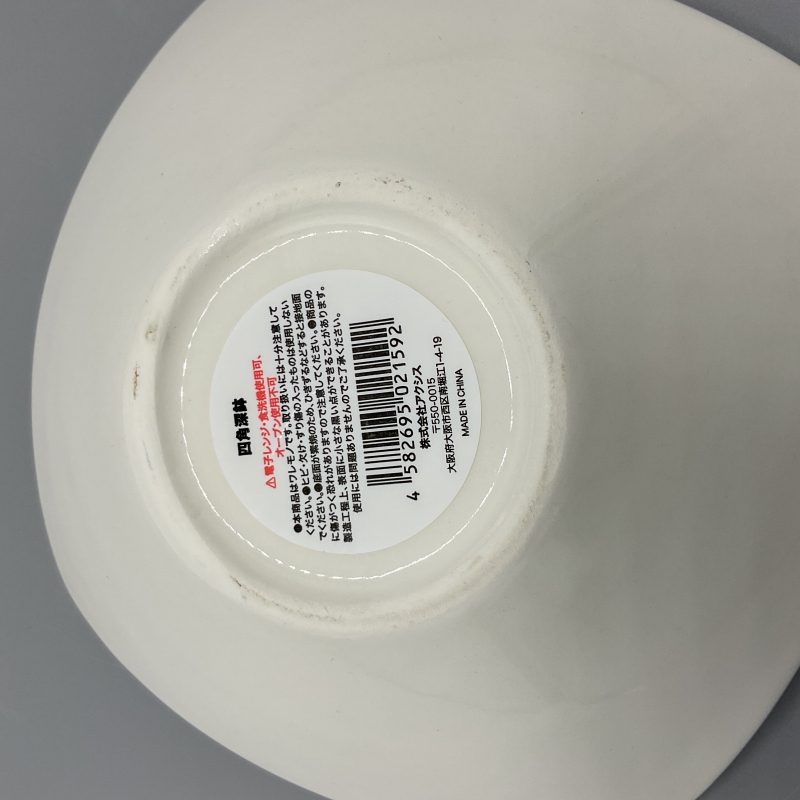 四角深鉢
⚠電子レンジ・食洗機使用可、
オーブン使用不可
●本商品はワレモノです。取り扱いには十分注意して
ください。●ヒビ・欠け・すり傷の入ったものは使用しない
でください。●底面が素焼のため、ひきずるなどすると接地面
に傷がつく恐れがありますので注意してください。●商品の
製造工程上、表面に小さな黒い点ができることがあります。
使用には問題ありませんのでご了承ください。
4 582695 021592
株式会社アクシス
〒550-0015
大阪府大阪市西区南堀江1-4-19
MADE IN CHINA